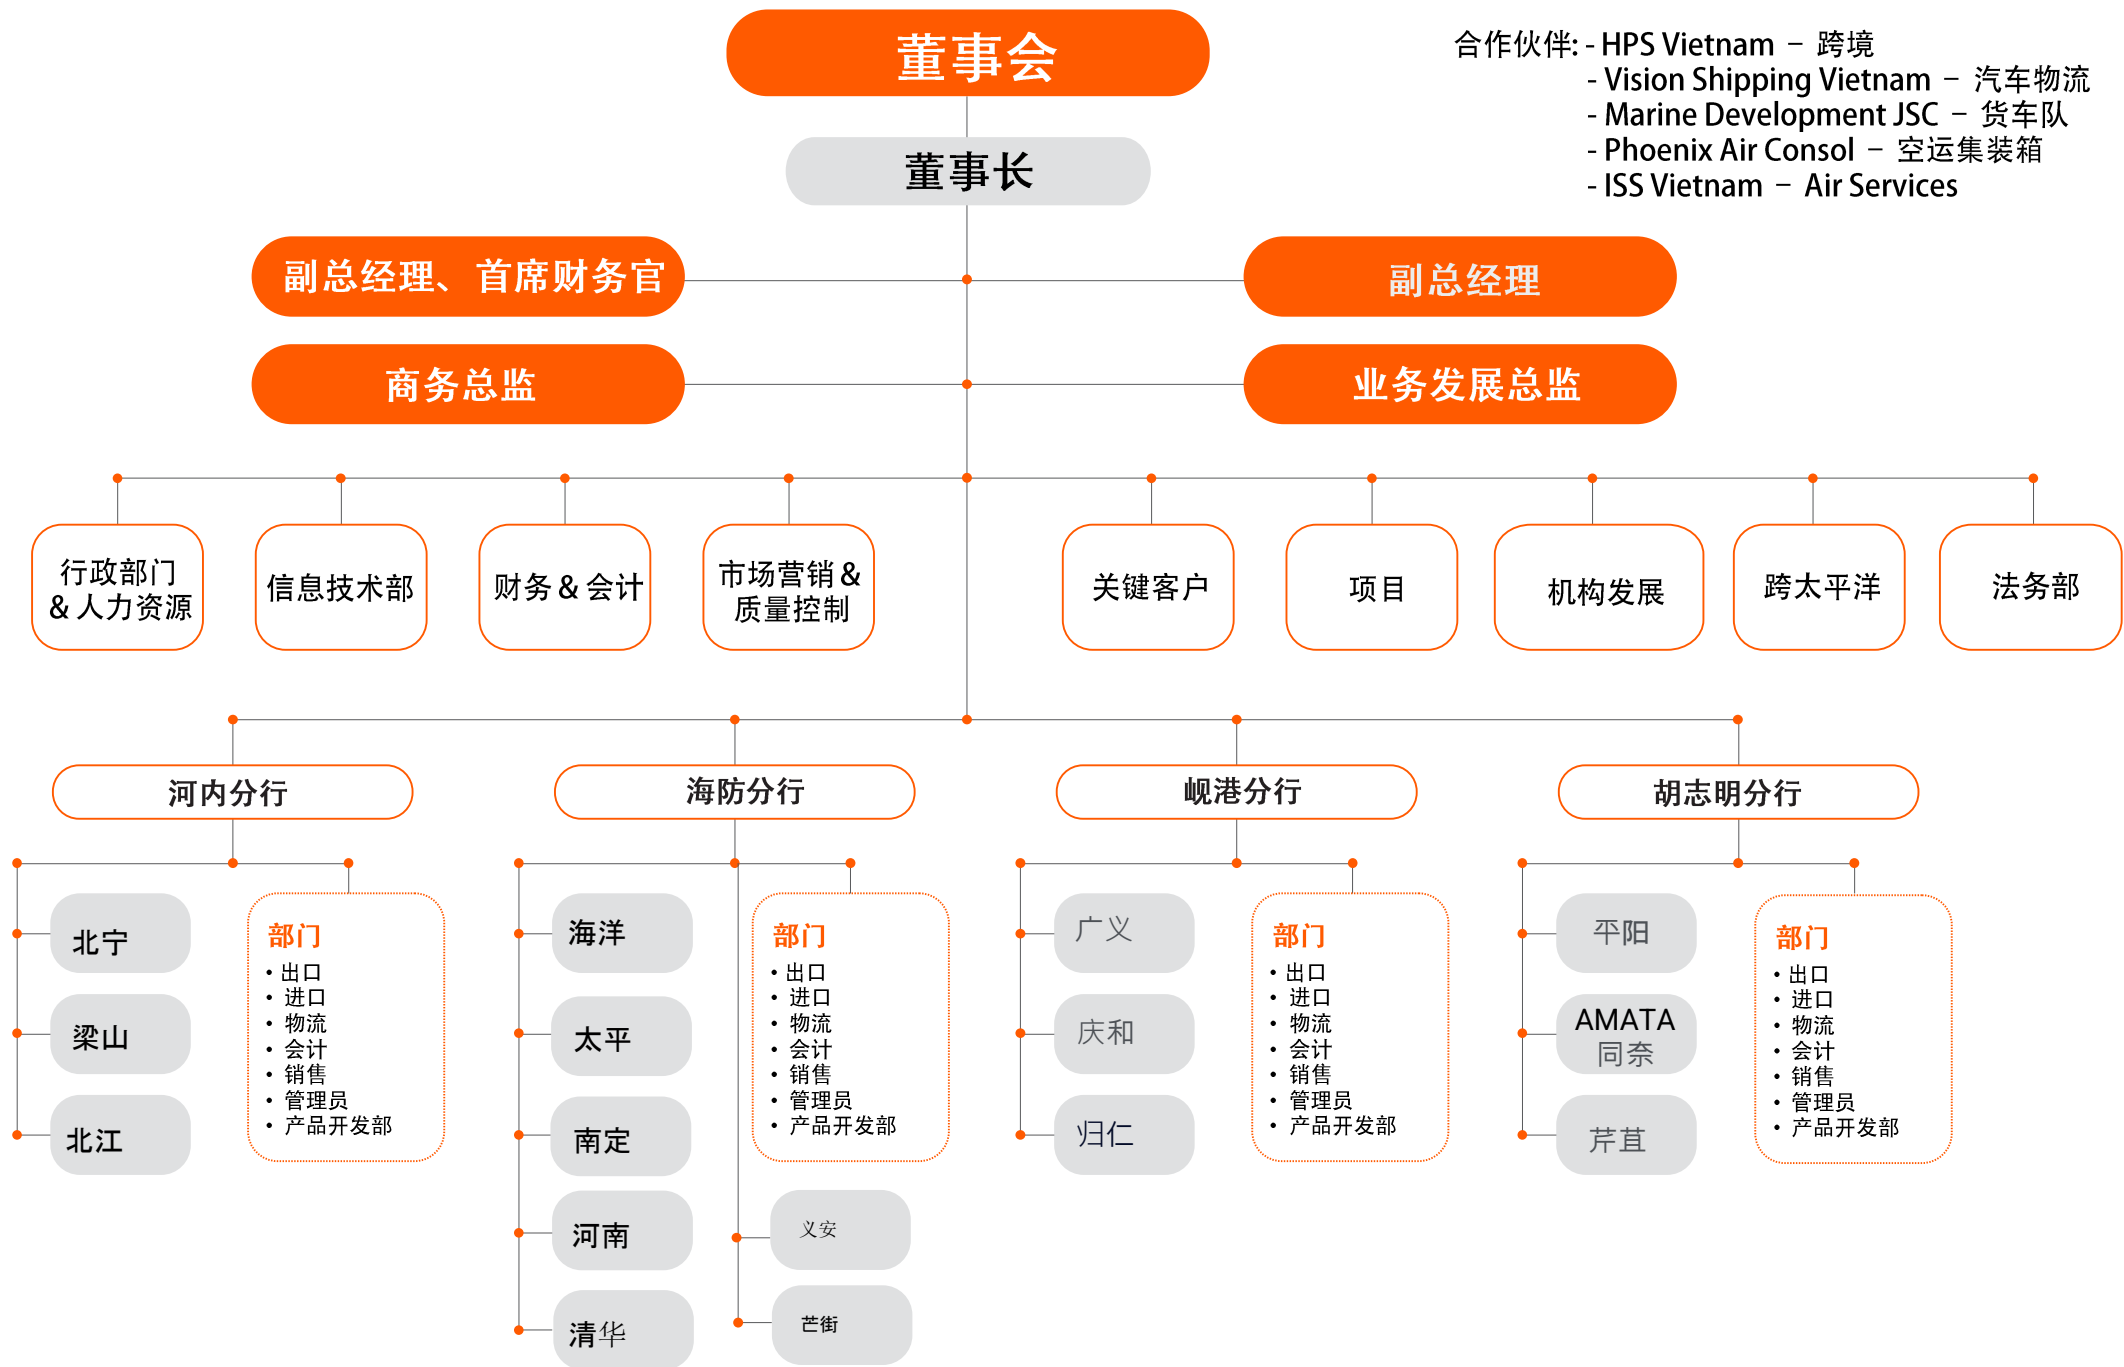 董事会
合作伙伴: - HPS Vietnam – 跨境
- Vision Shipping Vietnam – 汽车物流
- Marine Development JSC – 货车队
- Phoenix Air Consol – 空运集装箱
- ISS Vietnam – Air Services
董事长
副总经理、首席财务官
副总经理
商务总监
业务发展总监
行政部门
& 人力资源
信息技术部
财务 & 会计
市场营销 &
质量控制
关键客户
项目
机构发展
跨太平洋
法务部
河内分行
海防分行
岘港分行
胡志明分行
北宁
梁山
北江
部门
• 出口
• 进口
• 物流
• 会计
• 销售
• 管理员
• 产品开发部
海洋
太平
南定
河南
清华
部门
• 出口
• 进口
• 物流
• 会计
• 销售
• 管理员
• 产品开发部
义安
芒街
广义
庆和
归仁
部门
• 出口
• 进口
• 物流
• 会计
• 销售
• 管理员
• 产品开发部
平阳
AMATA
同奈
芹苴
部门
• 出口
• 进口
• 物流
• 会计
• 销售
• 管理员
• 产品开发部